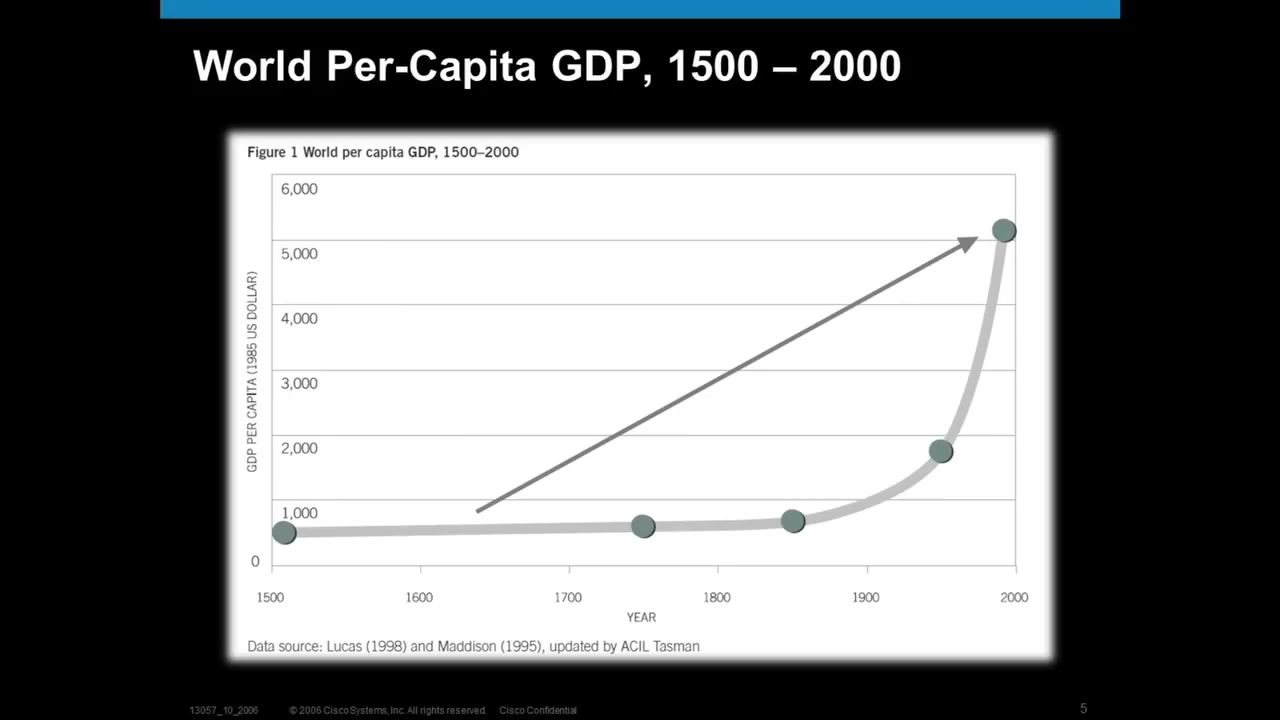 World Per-Capita GDP, 1500 – 2000
Figure 1 World per capita GDP, 1500–2000
6,000
5,000
4,000
3,000
2,000
1,000
0
GDP PER CAPITA (1985 US DOLLAR)
1500 1600 1700 1800 1900 2000
YEAR
Data source: Lucas (1998) and Maddison (1995), updated by ACIL Tasman
13057_10_2006 © 2006 Cisco Systems, Inc. All rights reserved. Cisco Confidential 5